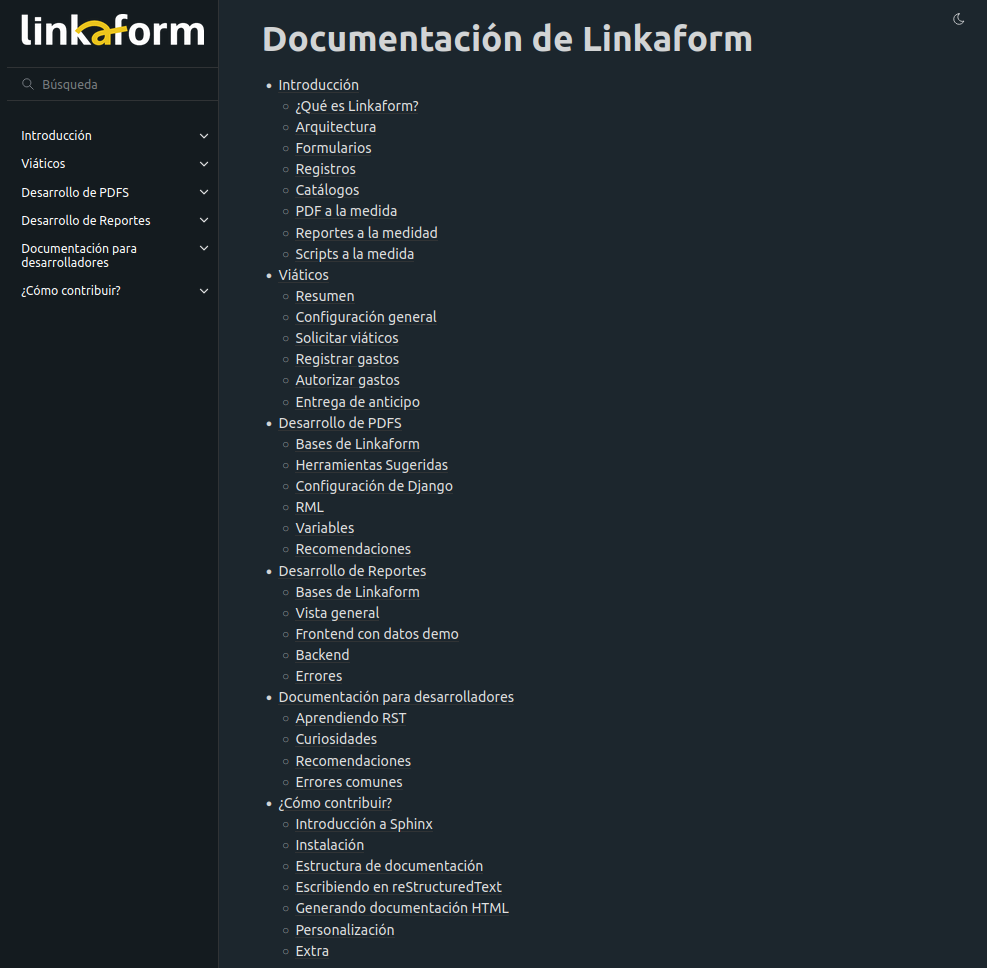 linkaform
Búsqueda
Introducción
Viáticos
Desarrollo de PDFS
Desarrollo de Reportes
Documentación para
desarrolladores
¿Cómo contribuir?
Documentación de Linkaform
Introducción
¿Qué es Linkaform?
Arquitectura
Formularios
Registros
Catálogos
PDF a la medida
Reportes a la medidad
Scripts a la medida
Viáticos
Resumen
Configuración general
Solicitar viáticos
Registrar gastos
Autorizar gastos
Entrega de anticipo
Desarrollo de PDFS
Bases de Linkaform
Herramientas Sugeridas
Configuración de Django
RML
Variables
Recomendaciones
Desarrollo de Reportes
Bases de Linkaform
Vista general
Frontend con datos demo
Backend
Errores
Documentación para desarrolladores
Aprendiendo RST
Curiosidades
Recomendaciones
Errores comunes
¿Cómo contribuir?
Introducción a Sphinx
Instalación
Estructura de documentación
Escribiendo en reStructuredText
Generando documentación HTML
Personalización
Extra